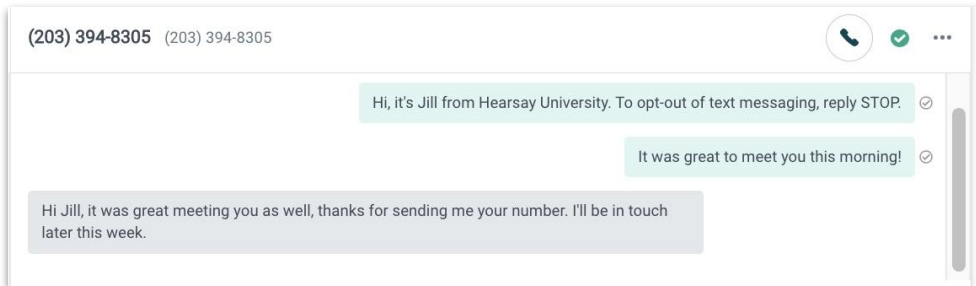 (203) 394-8305 (203) 394-8305
Hi, it's Jill from Hearsay University. To opt-out of text messaging, reply STOP.
It was great to meet you this morning!
Hi Jill, it was great meeting you as well, thanks for sending me your number. I'll be in touch
later this week.